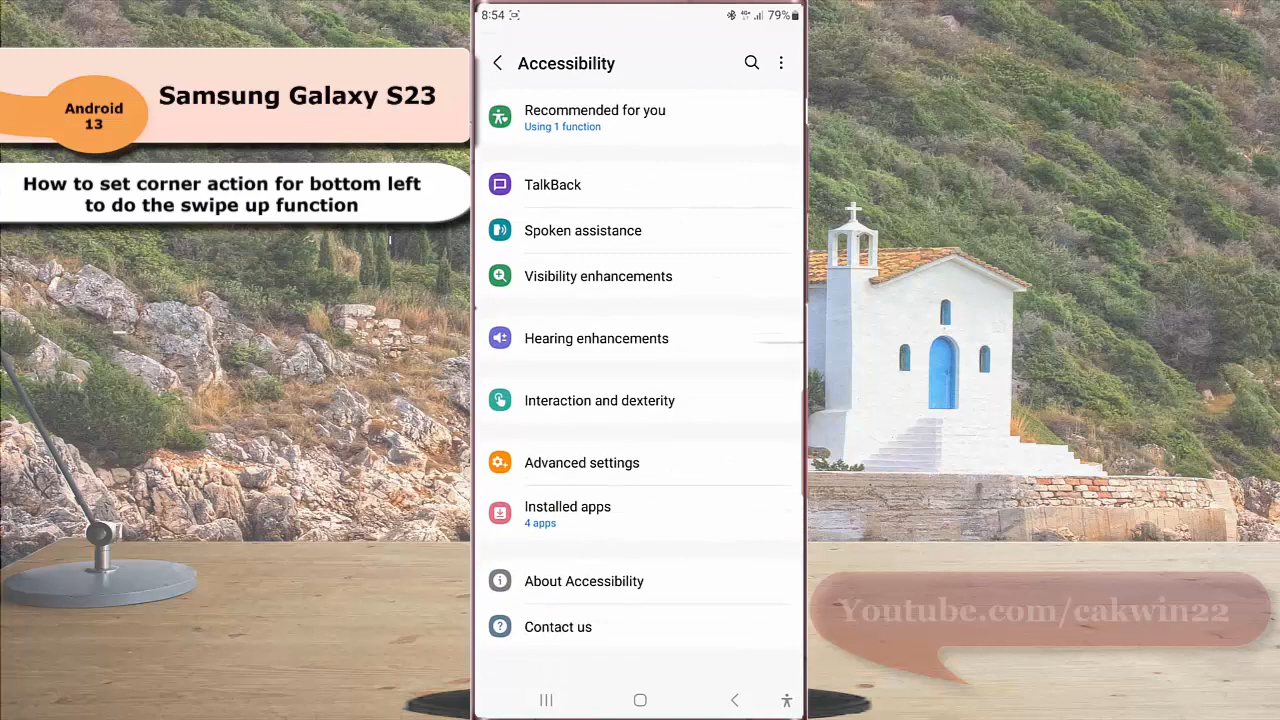 Samsung Galaxy S23
Android
13
How to set corner action for bottom left
to do the swipe up function
8:54
4G
79%
Accessibility
Recommended for you
Using 1 function
TalkBack
Spoken assistance
Visibility enhancements
Hearing enhancements
Interaction and dexterity
Advanced settings
Installed apps
4 apps
About Accessibility
Contact us
Youtube.com/cakwin22